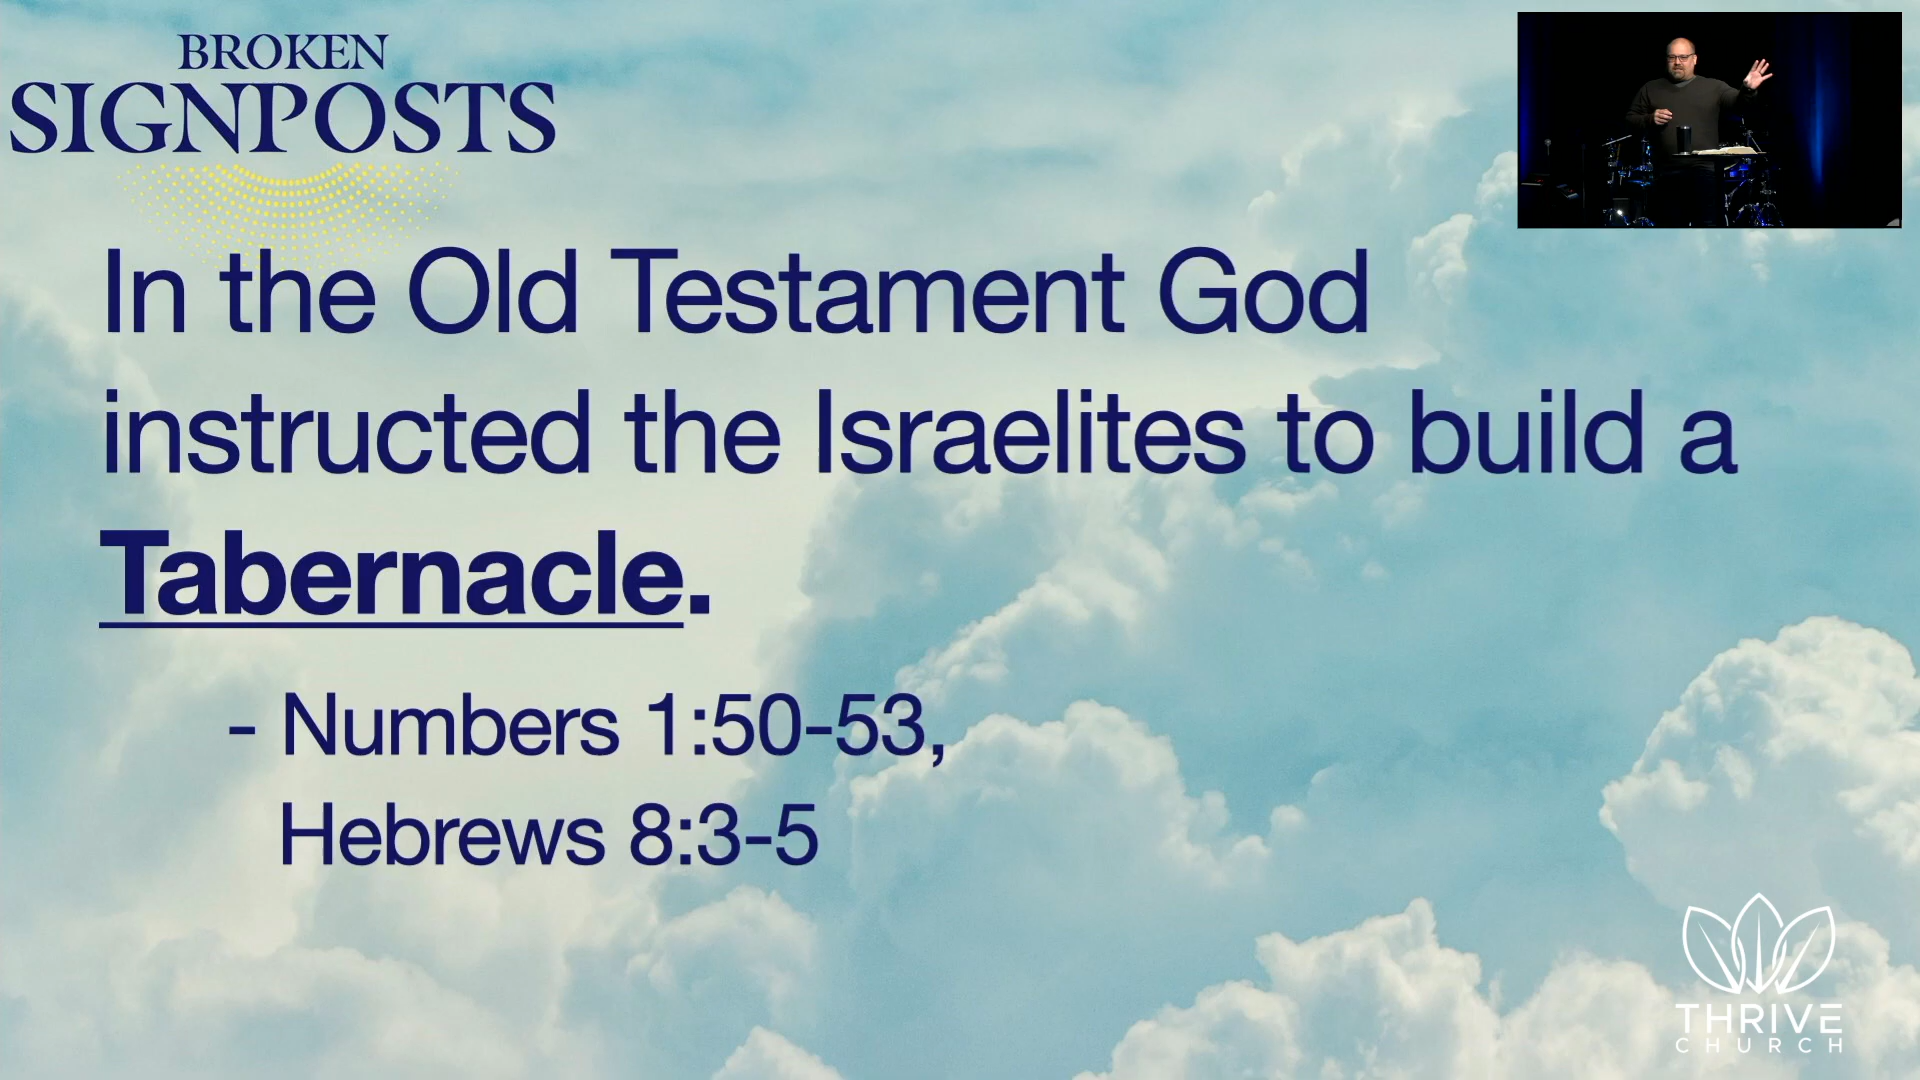 BROKEN
SIGNPOSTS
In the Old Testament God
instructed the Israelites to build a
Tabernacle.
- Numbers 1:50-53,
Hebrews 8:3-5
THRIVE
CHURCH